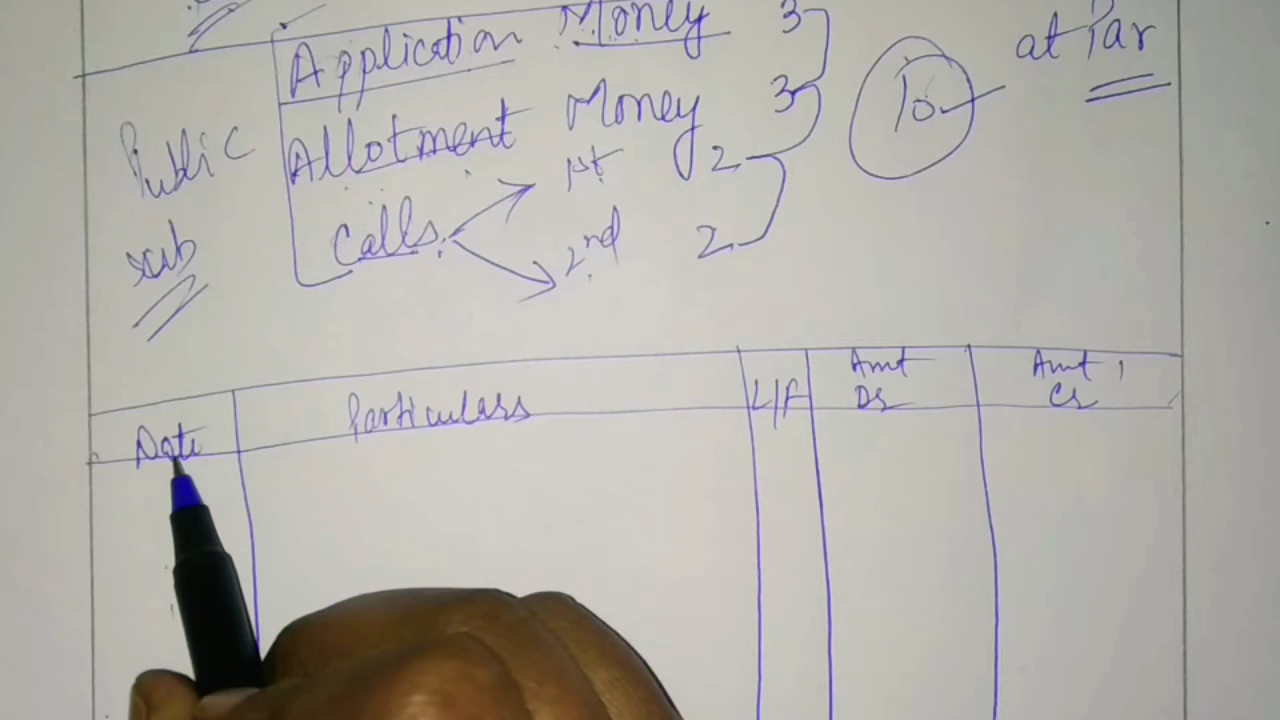 Application Money 3
at Par
10
Public
Allotment Money 3
1st 2
sub
Calls
2nd 2
Date
Particulars
L/F
Amt
Dr
Amt
Cr